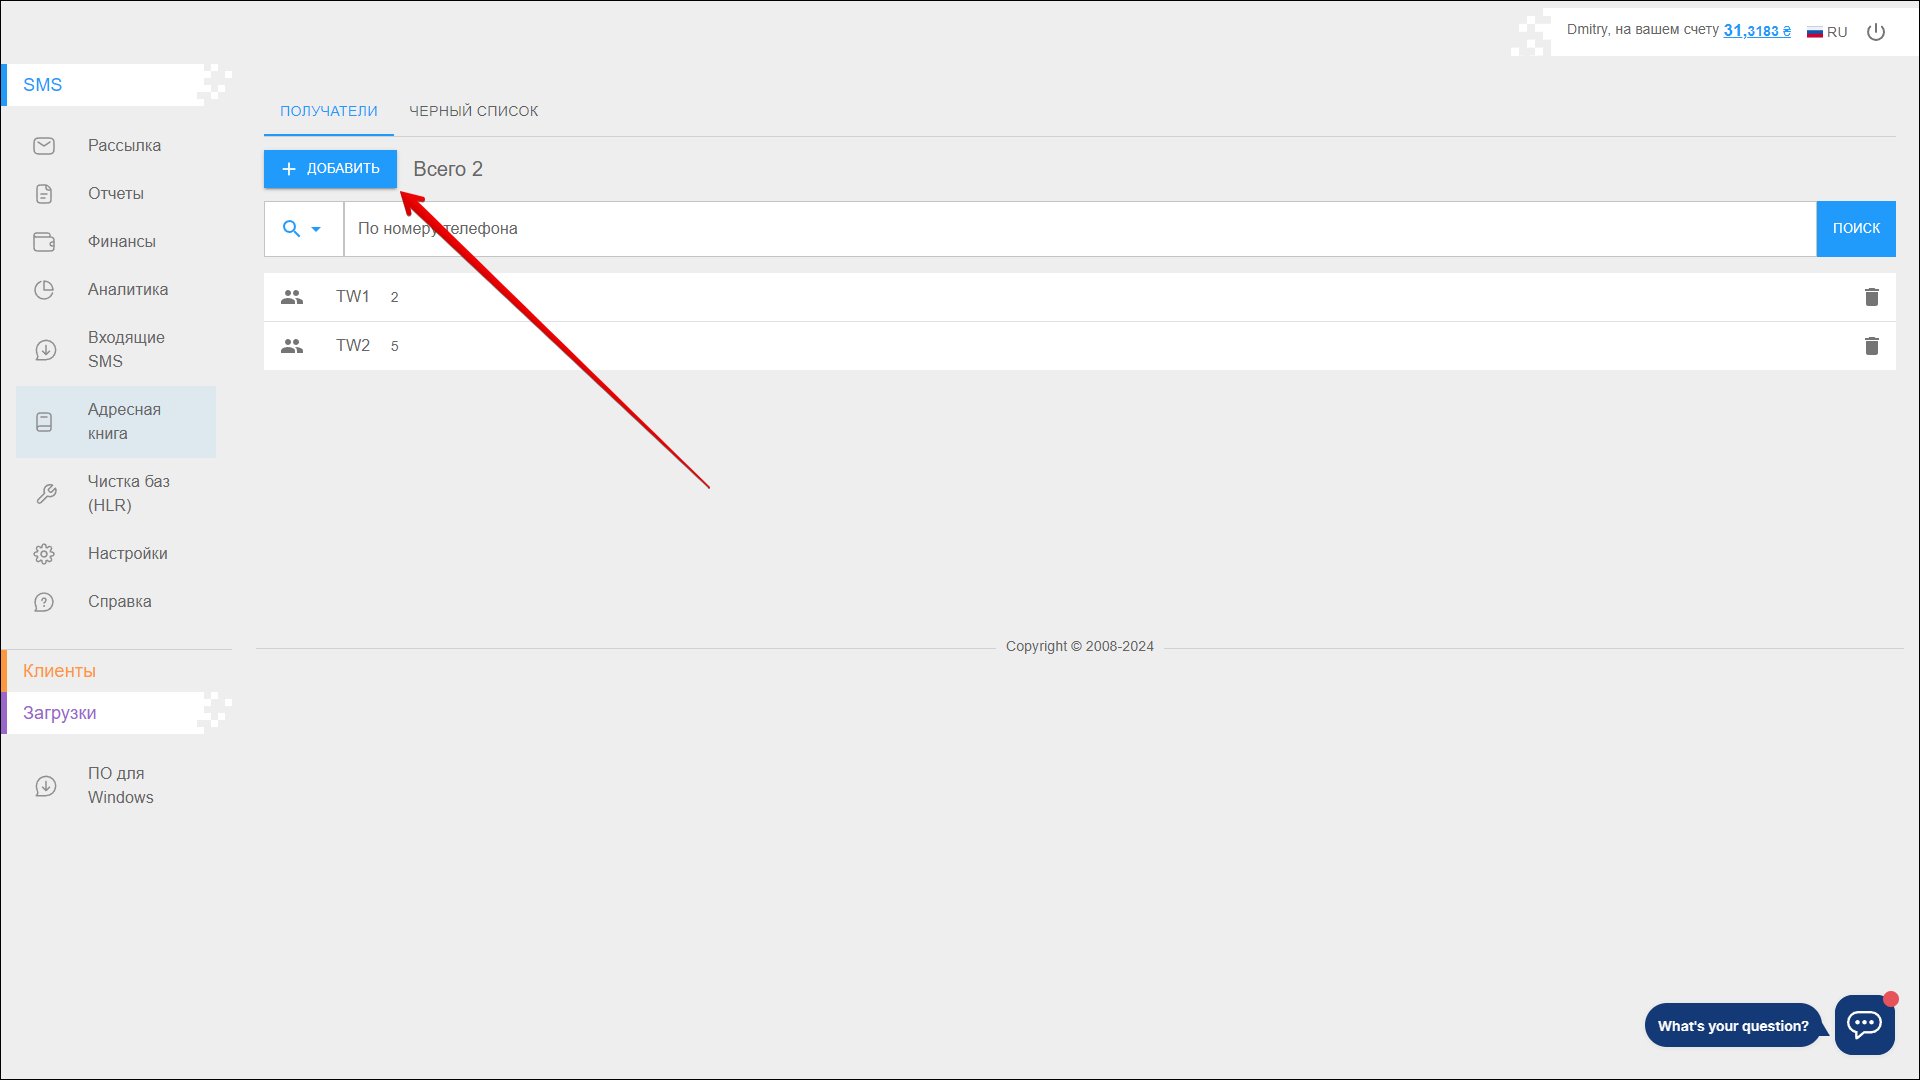 Dmitry, на вашем счету 31,3183 ₴ RU
SMS
Рассылка
Отчеты
Финансы
Аналитика
Входящие
SMS
Адресная
книга
Чистка баз
(HLR)
Настройки
Справка
Клиенты
Загрузки
ПО для
Windows
ПОЛУЧАТЕЛИ ЧЕРНЫЙ СПИСОК
ДОБАВИТЬ Всего 2
По номеру телефона ПОИСК
TW1 2
TW2 5
Copyright © 2008-2024
What's your question?